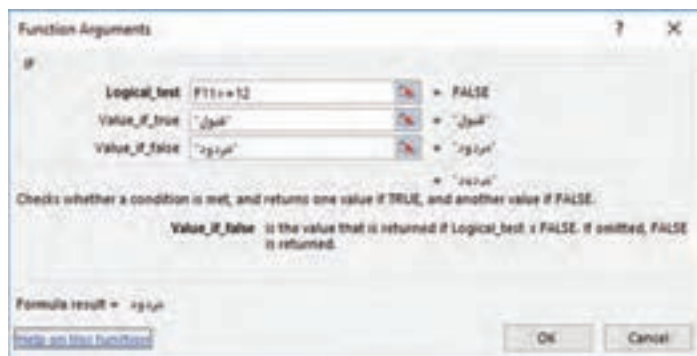 Function Arguments ? ×
IF
Logical_test F11>=12 = FALSE
Value_if_true "قبول" = "قبول"
Value_if_false "مردود" = "مردود"
= "مردود"
Checks whether a condition is met, and returns one value if TRUE, and another value if FALSE.
Value_if_false is the value that is returned if Logical_test is FALSE. If omitted, FALSE
is returned.
Formula result = مردود
Help on this function OK Cancel